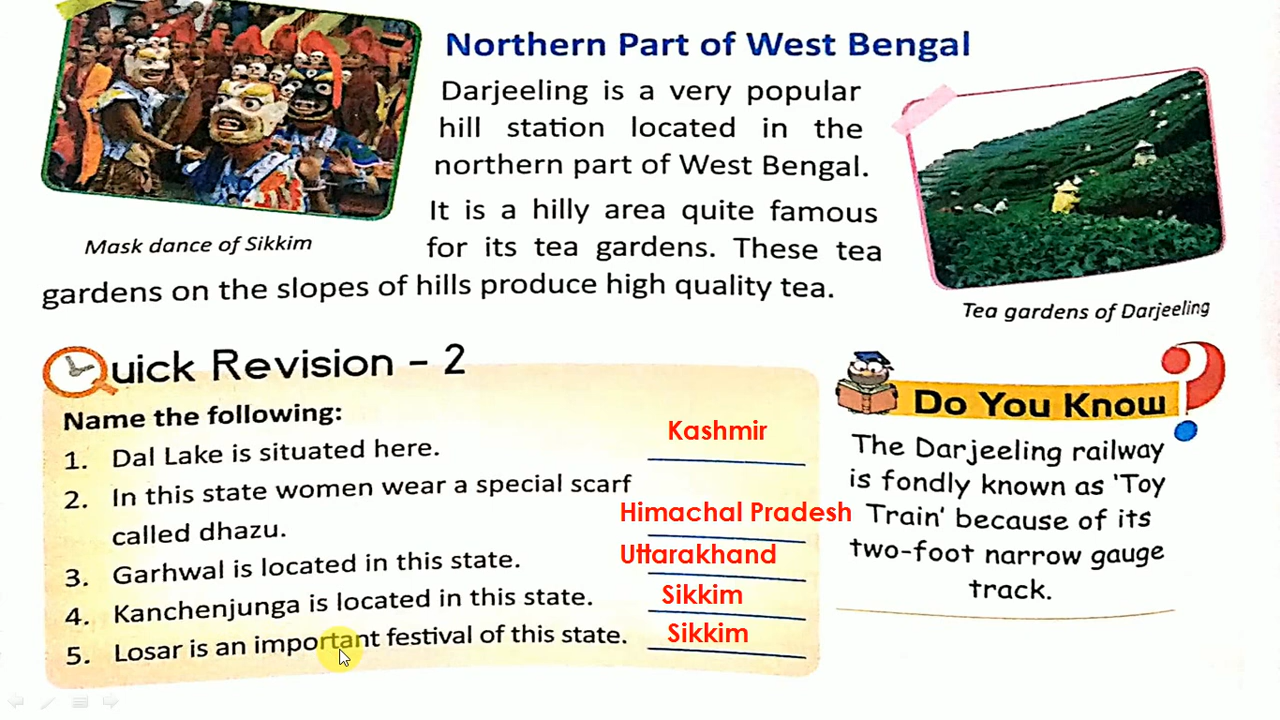 Northern Part of West Bengal
Darjeeling is a very popular
hill station located in the
northern part of West Bengal.
It is a hilly area quite famous
for its tea gardens. These tea
gardens on the slopes of hills produce high quality tea.
Mask dance of Sikkim
Tea gardens of Darjeeling
Quick Revision – 2
Name the following:
1. Dal Lake is situated here. Kashmir
2. In this state women wear a special scarf
called dhazu. Himachal Pradesh
3. Garhwal is located in this state. Uttarakhand
4. Kanchenjunga is located in this state. Sikkim
5. Losar is an important festival of this state. Sikkim
Do You Know ?
The Darjeeling railway
is fondly known as 'Toy
Train' because of its
two-foot narrow gauge
track.